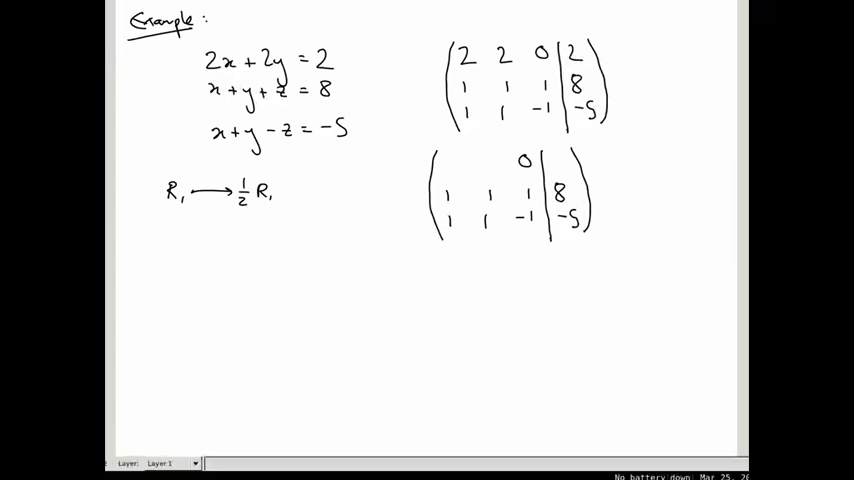 Example:
2x + 2y = 2
x + y + z = 8
x + y - z = -5
2 2 0 | 2
1 1 1 | 8
1 1 -1 | -5
R₁ ⟶ 1/2 R₁
0 |
1 1 1 | 8
1 1 -1 | -5
Layer: Layer 1
No battery down Mar 25, 20